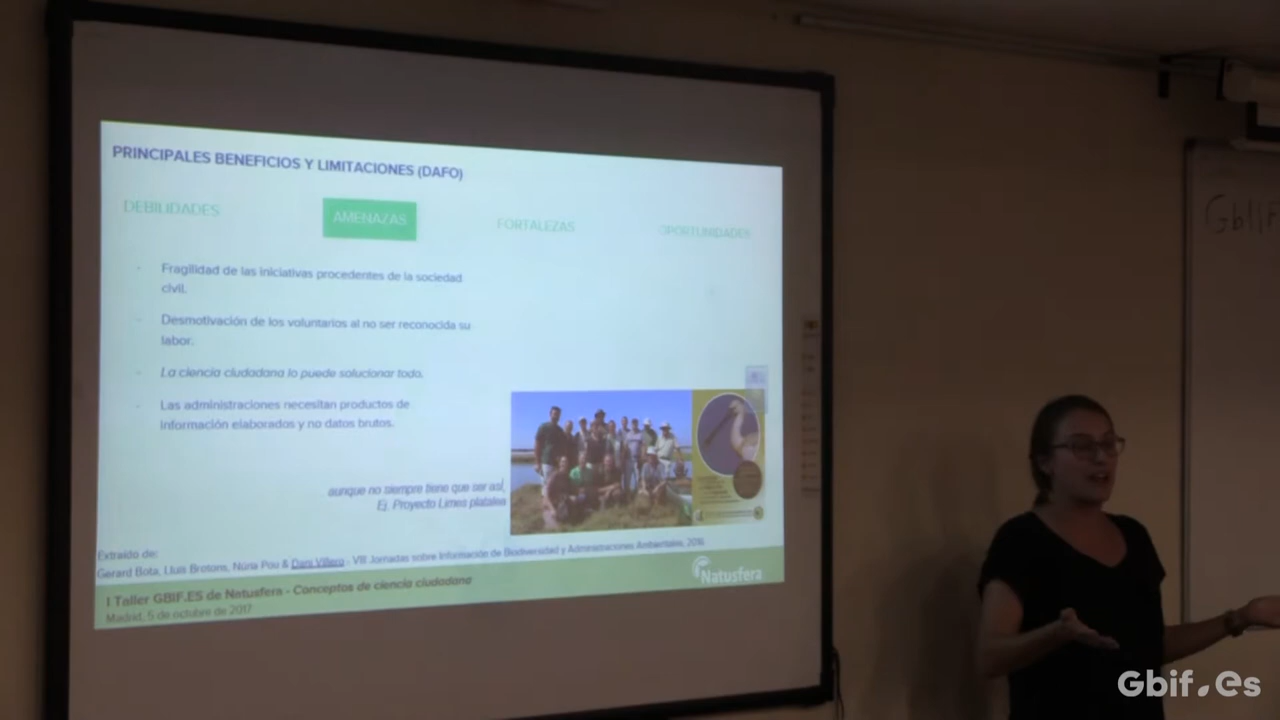 PRINCIPALES BENEFICIOS Y LIMITACIONES (DAFO)
DEBILIDADES
AMENAZAS
FORTALEZAS
OPORTUNIDADES
- Fragilidad de las iniciativas procedentes de la sociedad
civil.
- Desmotivación de los voluntarios al no ser reconocida su
labor.
- La ciencia ciudadana lo puede solucionar todo.
- Las administraciones necesitan productos de
información elaborados y no datos brutos.
aunque no siempre tiene que ser así,
Ej. Proyecto Limes platalea
Extraído de:
Gerard Bota, Lluís Brotons, Núria Pou & Dani Villero . VIII Jornadas sobre Información de Biodiversidad y Administraciones Ambientales, 2016
I Taller GBIF.ES de Natusfera - Conceptos de ciencia ciudadana
Madrid, 5 de octubre de 2017
Natusfera
Gbif.es